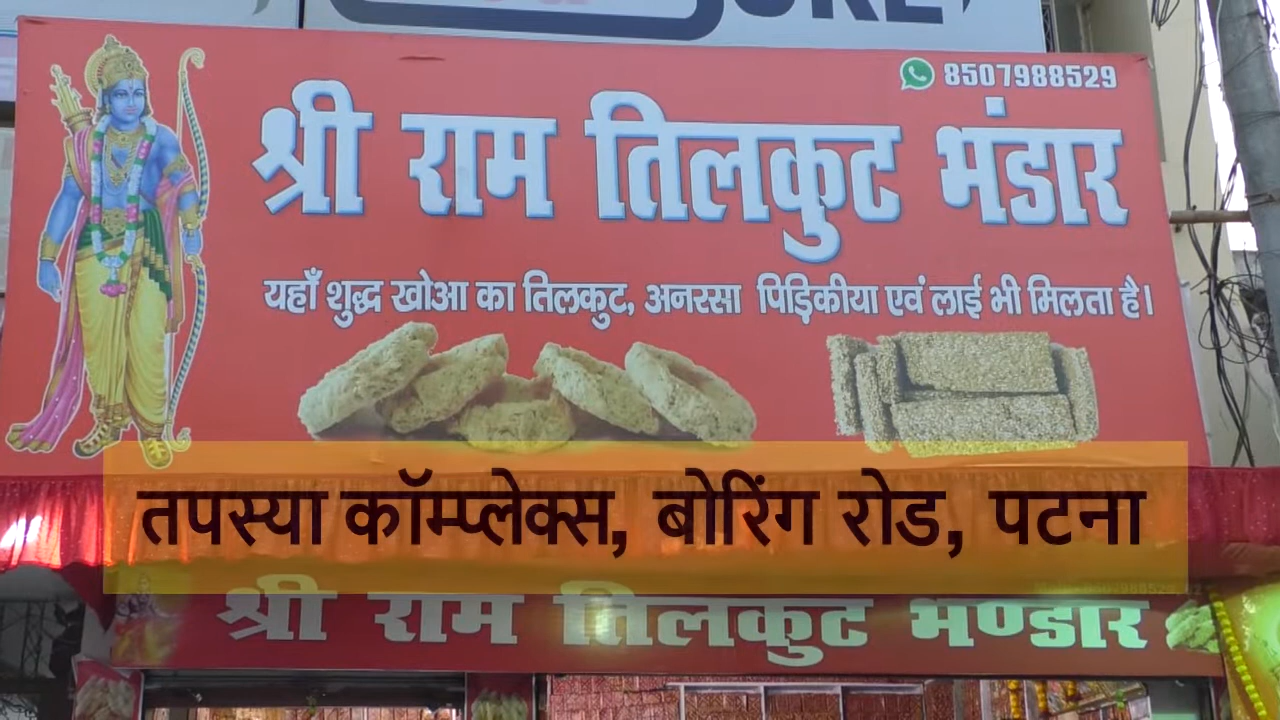 8507988529
श्री राम तिलकुट भंडार
यहाँ शुद्ध खोआ का तिलकुट, अनरसा पिड़िकीया एवं लाई भी मिलता है।
तपस्या कॉम्प्लेक्स, बोरिंग रोड, पटना
श्री राम तिलकुट भण्डार